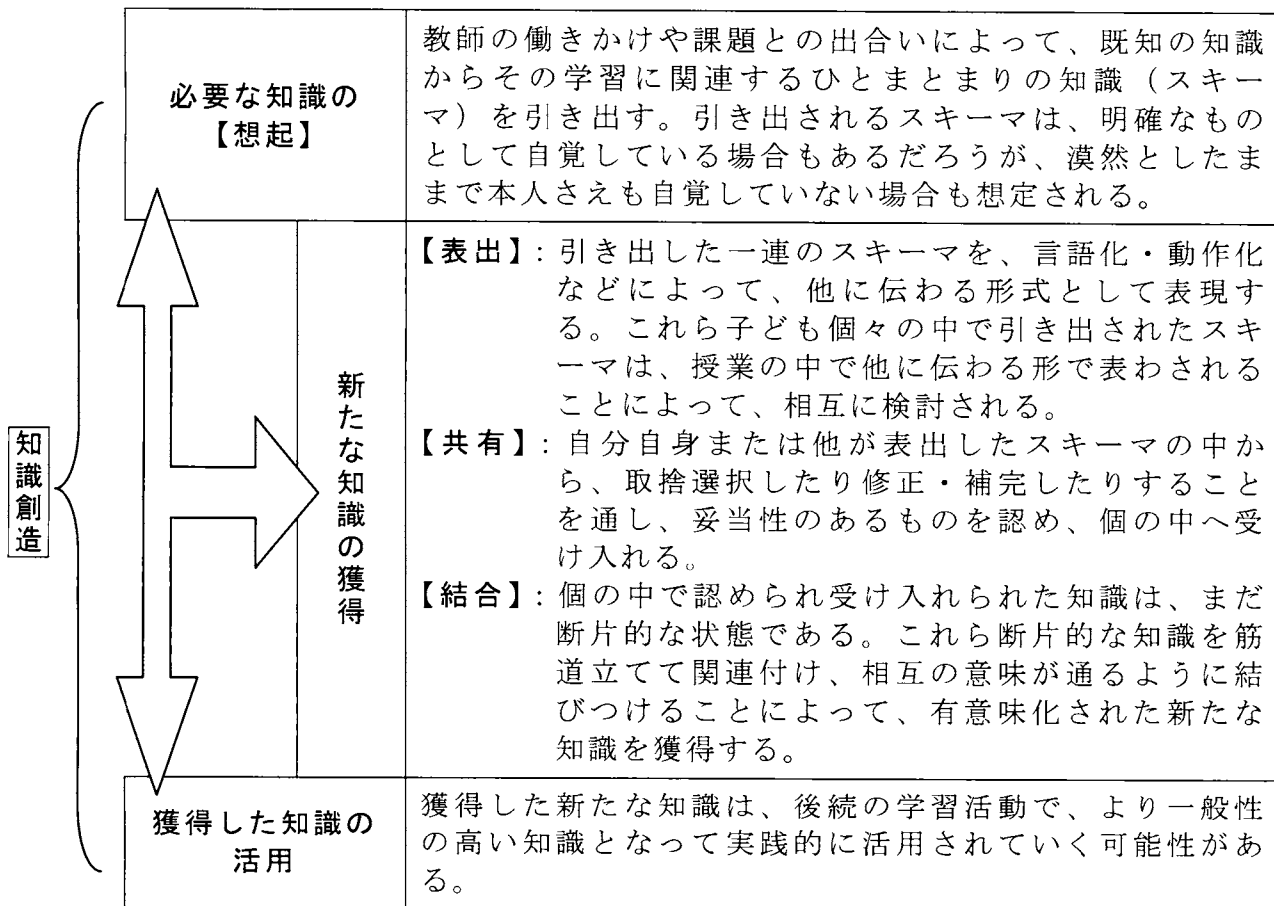 知識創造
必要な知識の
【想起】
教師の働きかけや課題との出合いによって、既知の知識
からその学習に関連するひとまとまりの知識（スキー
マ）を引き出す。引き出されるスキーマは、明確なもの
として自覚している場合もあるだろうが、漠然としたま
まで本人さえも自覚していない場合も想定される。
新たな知識の獲得
【表出】：引き出した一連のスキーマを、言語化・動作化
などによって、他に伝わる形式として表現す
る。これら子ども個々の中で引き出されたスキ
ーマは、授業の中で他に伝わる形で表わされる
ことによって、相互に検討される。
【共有】：自分自身または他が表出したスキーマの中か
ら、取捨選択したり修正・補完したりすること
を通し、妥当性のあるものを認め、個の中へ受
け入れる。
【結合】：個の中で認められ受け入れられた知識は、まだ
断片的な状態である。これら断片的な知識を筋
道立てて関連付け、相互の意味が通るように結
びつけることによって、有意味化された新たな
知識を獲得する。
獲得した知識の
活用
獲得した新たな知識は、後続の学習活動で、より一般性
の高い知識となって実践的に活用されていく可能性があ
る。